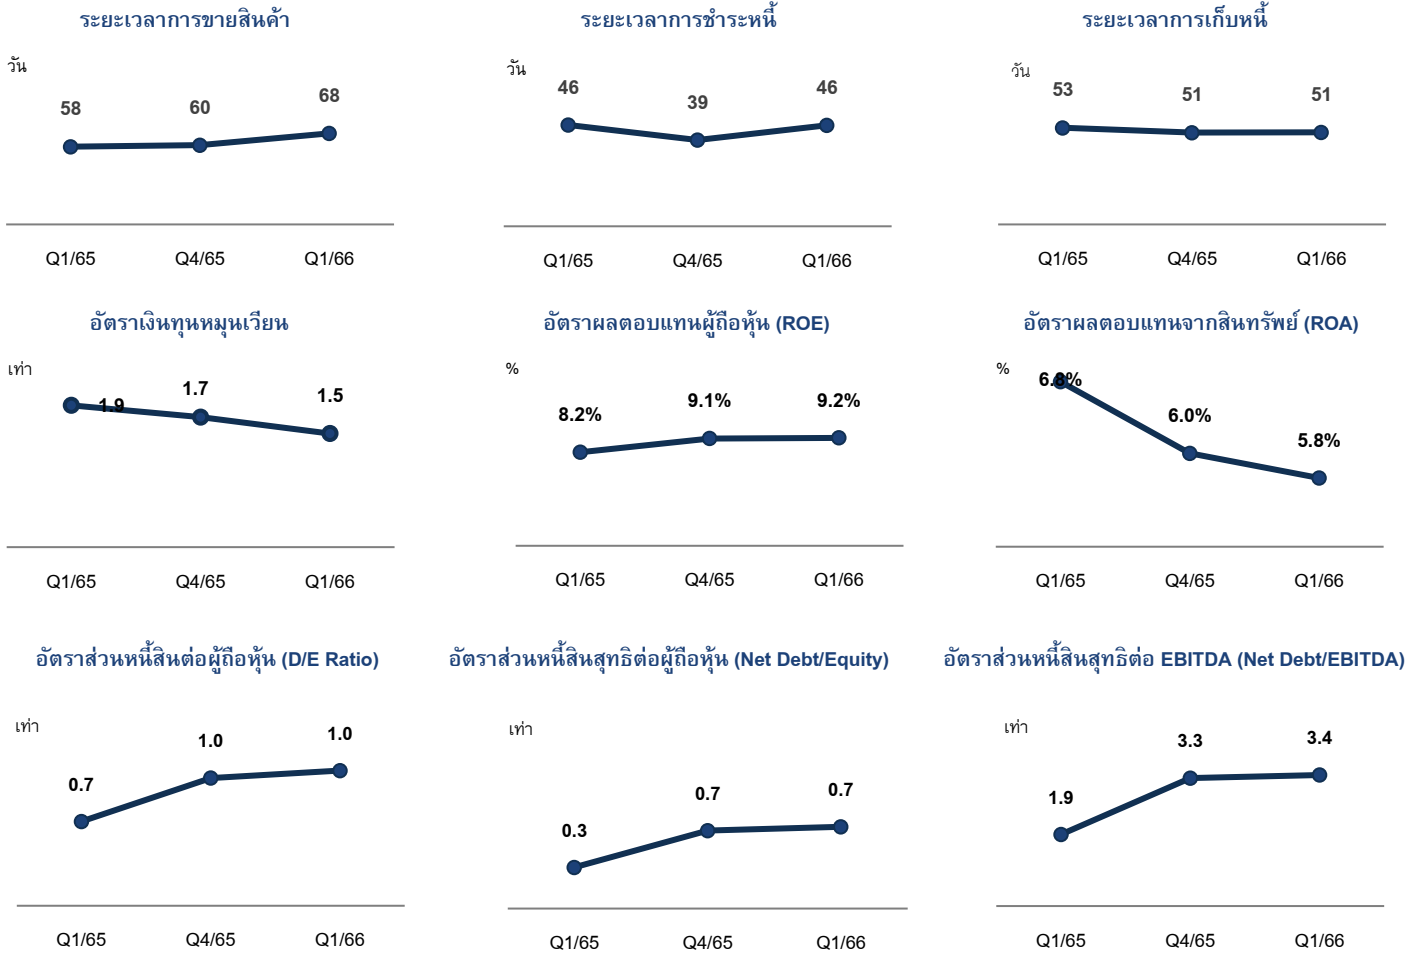 ระยะเวลาการขายสินค้า
วัน
58 60 68
Q1/65 Q4/65 Q1/66
ระยะเวลาการชำระหนี้
วัน
46 39 46
Q1/65 Q4/65 Q1/66
ระยะเวลาการเก็บหนี้
วัน
53 51 51
Q1/65 Q4/65 Q1/66
อัตราเงินทุนหมุนเวียน
เท่า
1.9 1.7 1.5
Q1/65 Q4/65 Q1/66
อัตราผลตอบแทนผู้ถือหุ้น (ROE)
%
8.2% 9.1% 9.2%
Q1/65 Q4/65 Q1/66
อัตราผลตอบแทนจากสินทรัพย์ (ROA)
%
6.8% 6.0% 5.8%
Q1/65 Q4/65 Q1/66
อัตราส่วนหนี้สินต่อผู้ถือหุ้น (D/E Ratio)
เท่า
0.7 1.0 1.0
Q1/65 Q4/65 Q1/66
อัตราส่วนหนี้สินสุทธิต่อผู้ถือหุ้น (Net Debt/Equity)
เท่า
0.3 0.7 0.7
Q1/65 Q4/65 Q1/66
อัตราส่วนหนี้สินสุทธิต่อ EBITDA (Net Debt/EBITDA)
เท่า
1.9 3.3 3.4
Q1/65 Q4/65 Q1/66